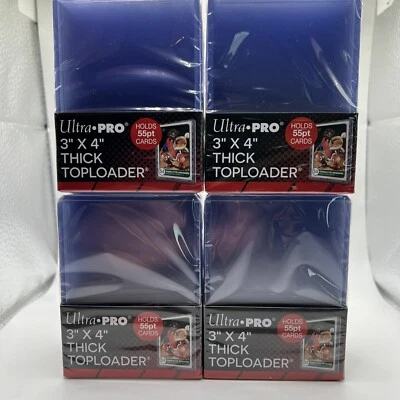 Ultra•PRO
HOLDS
55pt
CARDS
3" X 4"
THICK
TOPLOADER®
Ultra•PRO
HOLDS
55pt
CARDS
3" X 4"
THICK
TOPLOADER®
Ultra•PRO
HOLDS
55pt
CARDS
3" X 4"
THICK
TOPLOADER®
Ultra•PRO
HOLDS
55pt
CARDS
3" X 4"
THICK
TOPLOADER®